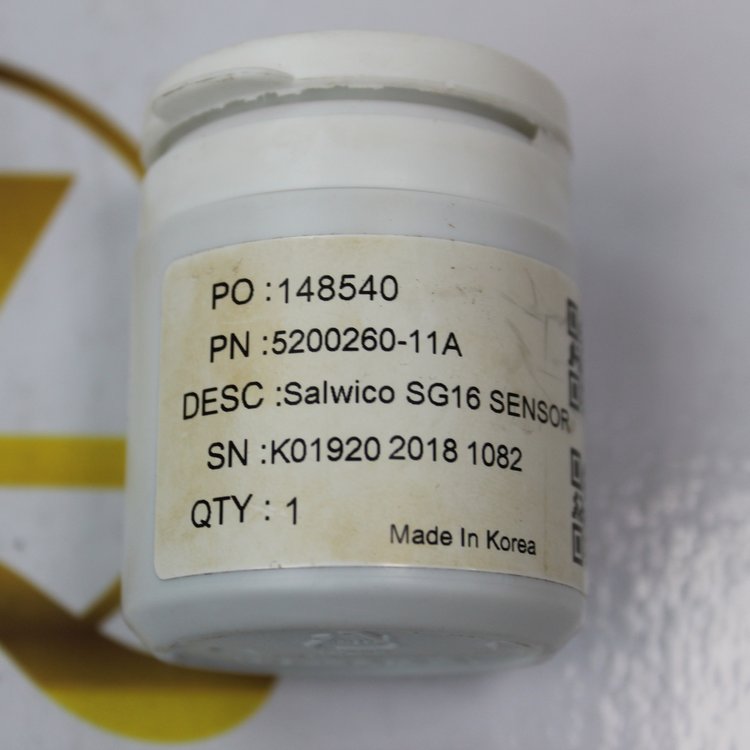 PO :148540
PN :5200260-11A
DESC :Salwico SG16 SENSOR
SN :K01920 2018 1082
QTY : 1
Made In Korea